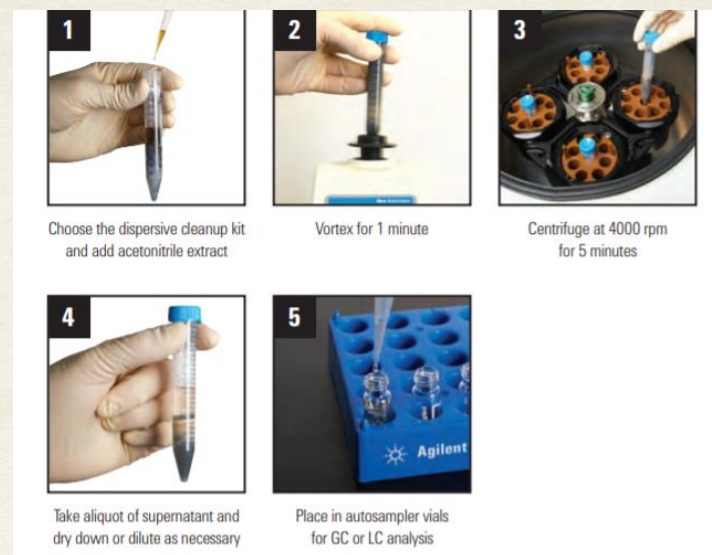 1
2
3
Choose the dispersive cleanup kit
and add acetonitrile extract
Vortex for 1 minute
Centrifuge at 4000 rpm
for 5 minutes
4
5
Agilent
Take aliquot of supernatant and
dry down or dilute as necessary
Place in autosampler vials
for GC or LC analysis